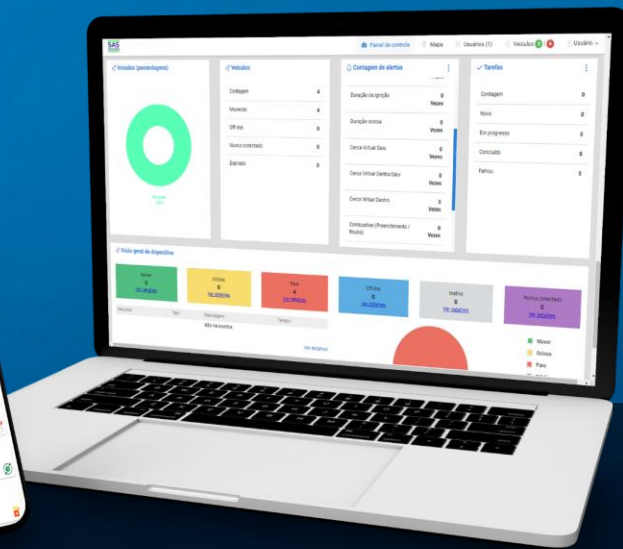 SAS
Painel de controle
Mapa
Usuários (1)
Veículos
Usuário
Veículos (porcentagens)
Veículos
Contagem 4
Movendo 4
Off-line 0
Nunca conectado 0
Expirado 0
Contagem de alertas
Duração da ignição 0
Vezes
Duração ociosa 0
Vezes
Cerca Virtual Saiu 0
Vezes
Cerca Virtual Dentro/Saiu 0
Vezes
Cerca Virtual Dentro 0
Vezes
Combustível (Preenchimento / 0
Roubo) Vezes
Tarefas
Contagem 0
Novo 0
Em progresso 0
Concluído 0
Falhou 0
Visão geral do dispositivo
Mover
0
Ver detalhes
Ocioso
0
Ver detalhes
Pare
4
Ver detalhes
Off-line
0
Ver detalhes
Inativo
0
Ver detalhes
Nunca conectado
0
Ver detalhes
Veículo Tipo Mensagem Tempo
Não há eventos
Ver detalhes
Mover
Ocioso
Pare